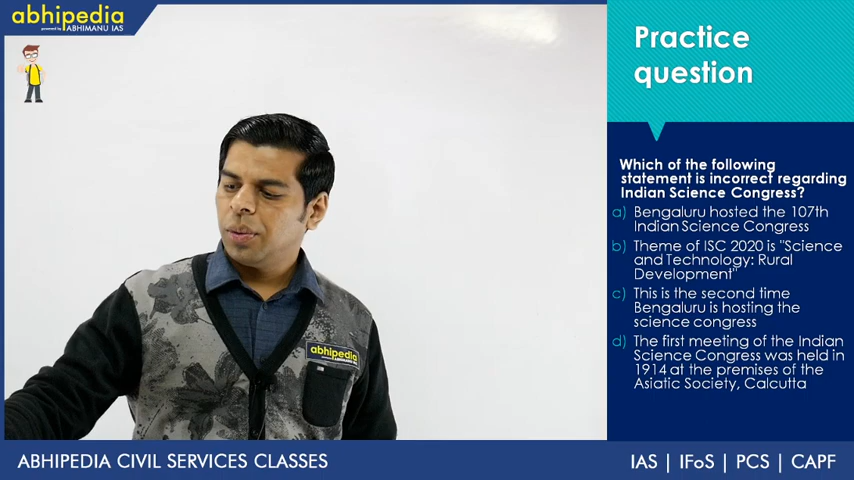 abhipedia
powered by ABHIMANU IAS
Practice
question
Which of the following
statement is incorrect regarding
Indian Science Congress?
a) Bengaluru hosted the 107th
Indian Science Congress
b) Theme of ISC 2020 is "Science
and Technology: Rural
Development"
c) This is the second time
Bengaluru is hosting the
science congress
d) The first meeting of the Indian
Science Congress was held in
1914 at the premises of the
Asiatic Society, Calcutta
abhipedia
ABHIPEDIA CIVIL SERVICES CLASSES
IAS | IFoS | PCS | CAPF